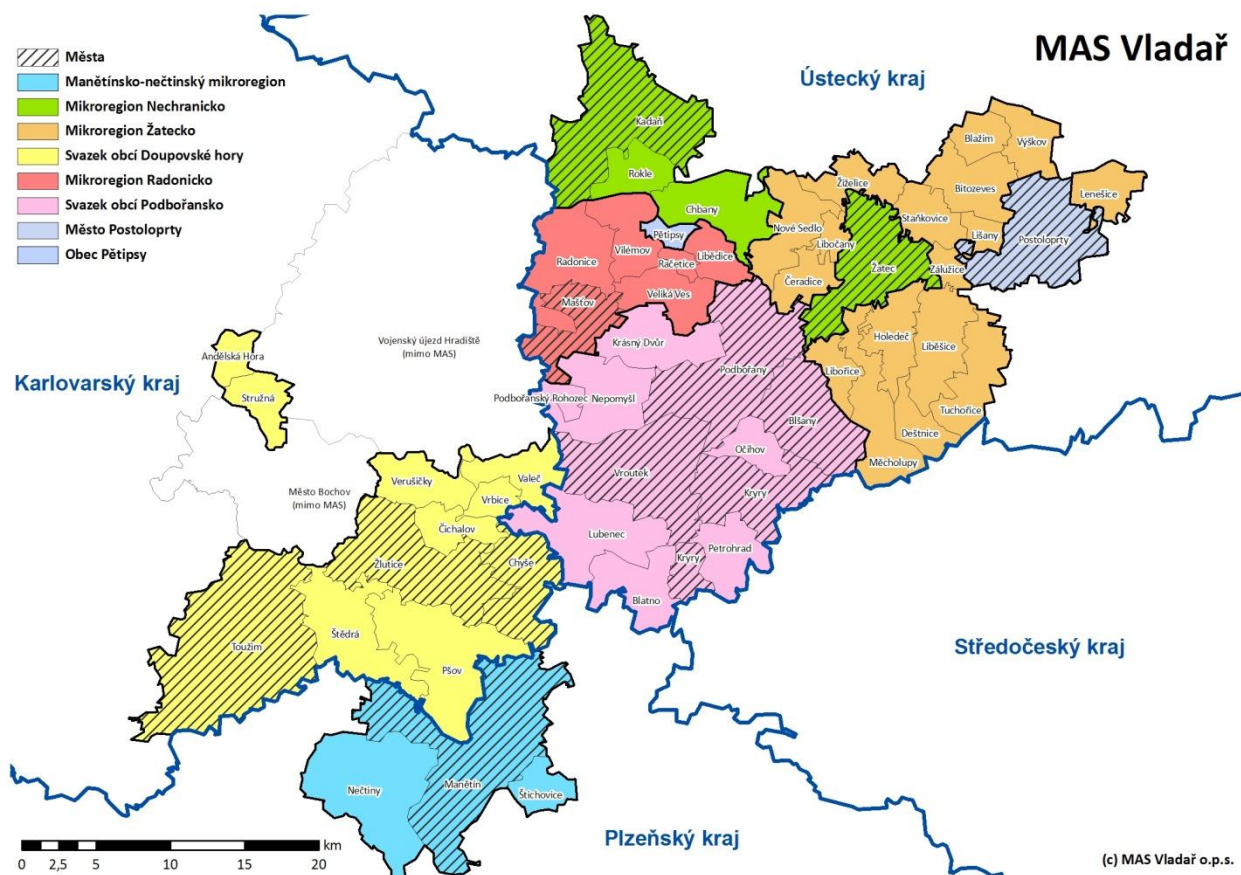 MAS Vladař
Ústecký kraj
Města
Manětínsko-nečtinský mikroregion
Mikroregion Nechranicko
Mikroregion Žatecko
Svazek obcí Doupovské hory
Mikroregion Radonicko
Svazek obcí Podbořansko
Město Postoloprty
Obec Pětipsy
Kadaň
Rokle
Chbany
Pětipsy
Radonice
Vilémov
Račetice
Libědice
Veliká Ves
Mašťov
Blažim
Výškov
Žiželice
Bitozeves
Lenešice
Nové Sedlo
Staňkovice
Libočany
Lišany
Postoloprty
Žatec
Zálužice
Čeradice
Holedeč
Liběšice
Libořice
Tuchořice
Deštnice
Měcholupy
Krásný Dvůr
Podbořany
Podbořanský Rohozec
Nepomyšl
Blšany
Očihov
Vroutek
Kryry
Lubenec
Petrohrad
Kryry
Blatno
Vojenský újezd Hradiště
(mimo MAS)
Karlovarský kraj
Andělská Hora
Stružná
Město Bochov
(mimo MAS)
Verušičky
Valeč
Vrbice
Čichalov
Chyše
Žlutice
Štědrá
Toužim
Pšov
Středočeský kraj
Nečtiny
Manětín
Štichovice
Plzeňský kraj
km
0 2,5 5 10 15 20
(c) MAS Vladař o.p.s.